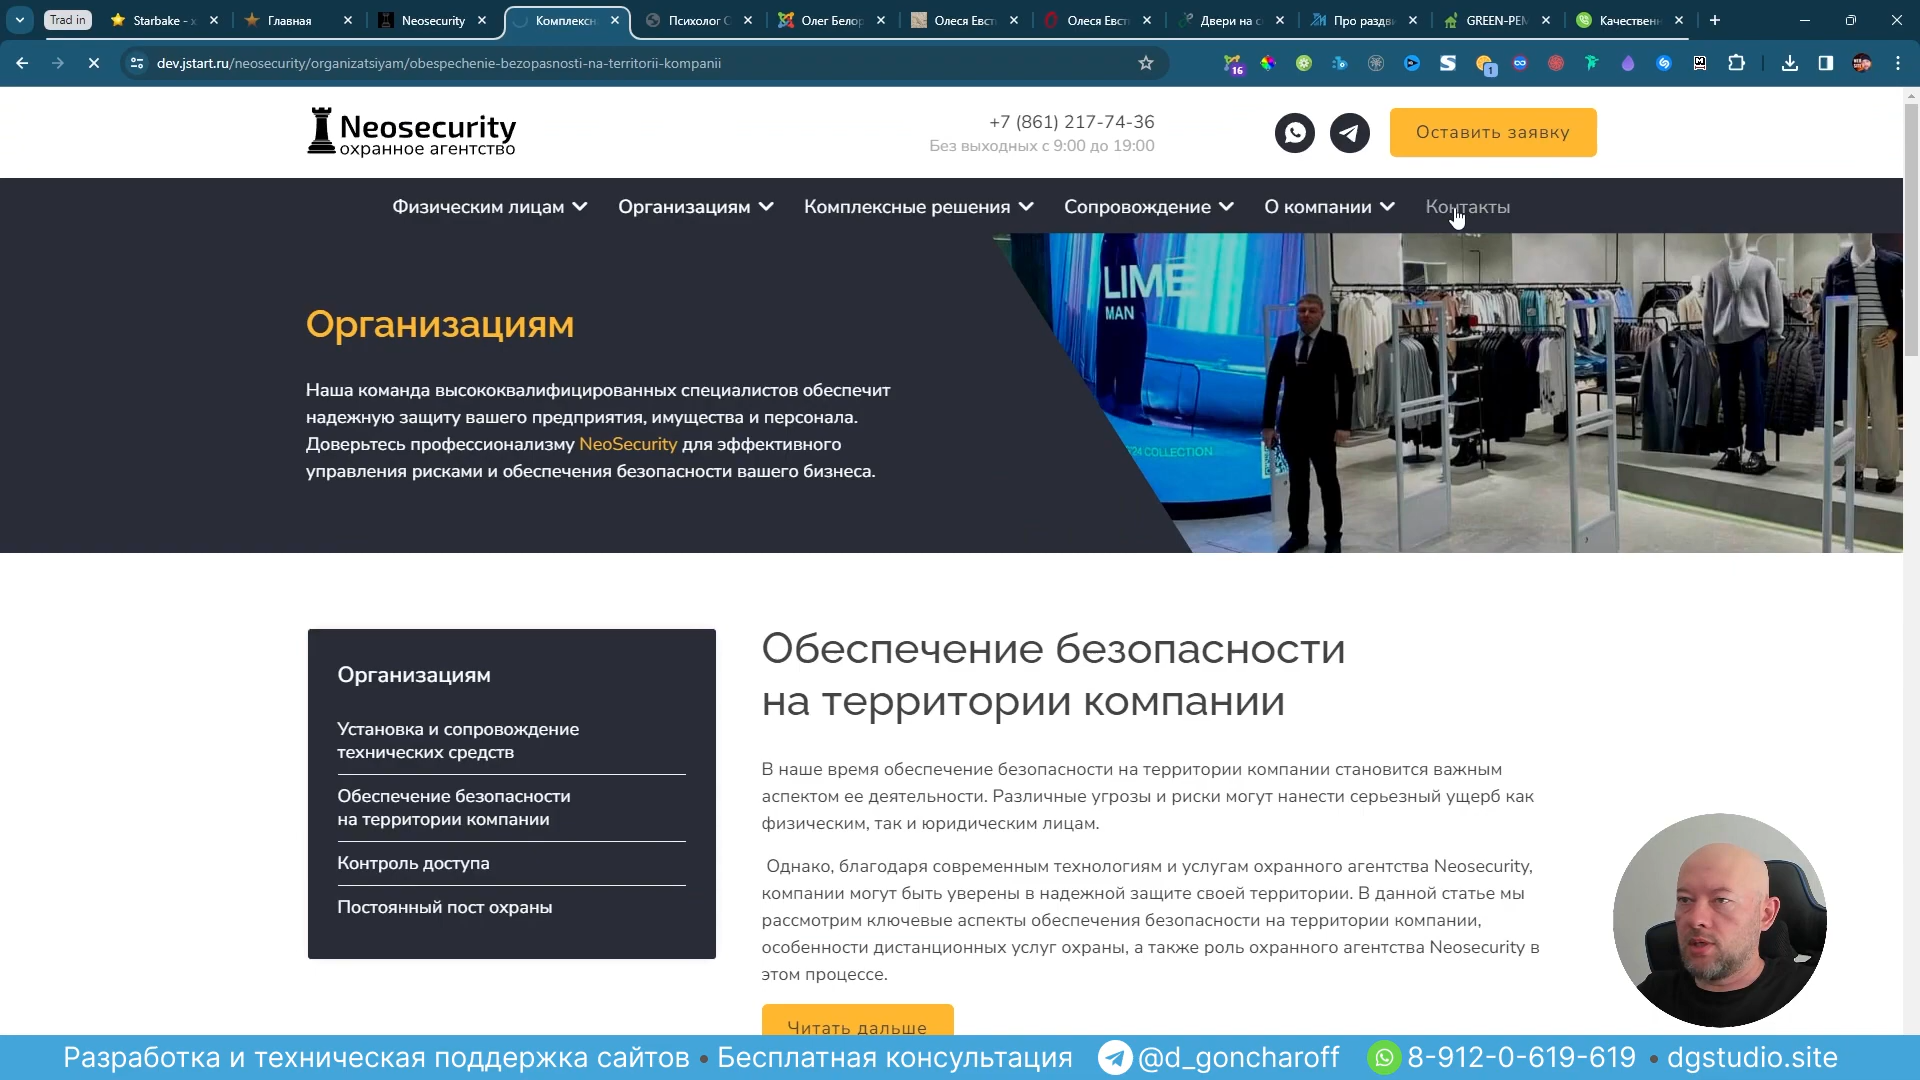 Trad in
Starbake - х
Главная
Neosecurity
Комплексн
Психолог С
Олег Белор
Олеся Евст
Олеся Евст
Двери на с
Про раздви
GREEN-РЕМ
Качественн
dev.jstart.ru/neosecurity/organizatsiyam/obespechenie-bezopasnosti-na-territorii-kompanii
16
1
Neosecurity
охранное агентство
+7 (861) 217-74-36
Без выходных с 9:00 до 19:00
Оставить заявку
Физическим лицам
Организациям
Комплексные решения
Сопровождение
О компании
Контакты
LIME
MAN
24 COLLECTION
Организациям
Наша команда высококвалифицированных специалистов обеспечит
надежную защиту вашего предприятия, имущества и персонала.
Доверьтесь профессионализму NeoSecurity для эффективного
управления рисками и обеспечения безопасности вашего бизнеса.
Организациям
Установка и сопровождение
технических средств
Обеспечение безопасности
на территории компании
Контроль доступа
Постоянный пост охраны
Обеспечение безопасности
на территории компании
В наше время обеспечение безопасности на территории компании становится важным
аспектом ее деятельности. Различные угрозы и риски могут нанести серьезный ущерб как
физическим, так и юридическим лицам.
Однако, благодаря современным технологиям и услугам охранного агентства Neosecurity,
компании могут быть уверены в надежной защите своей территории. В данной статье мы
рассмотрим ключевые аспекты обеспечения безопасности на территории компании,
особенности дистанционных услуг охраны, а также роль охранного агентства Neosecurity в
этом процессе.
Читать дальше
Разработка и техническая поддержка сайтов • Бесплатная консультация @d_goncharoff 8-912-0-619-619 • dgstudio.site